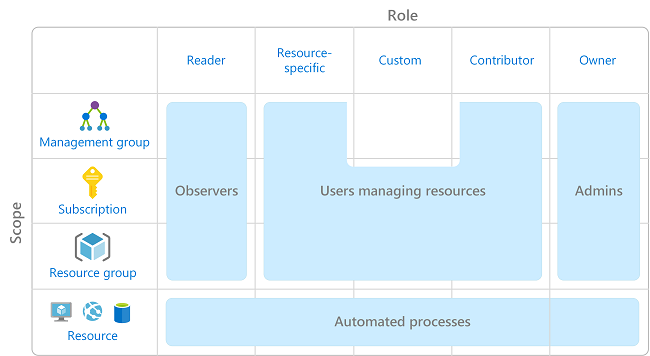 Role
Reader
Resource-
specific
Custom
Contributor
Owner
Scope
Management group
Subscription
Resource group
Resource
Observers
Users managing resources
Admins
Automated processes